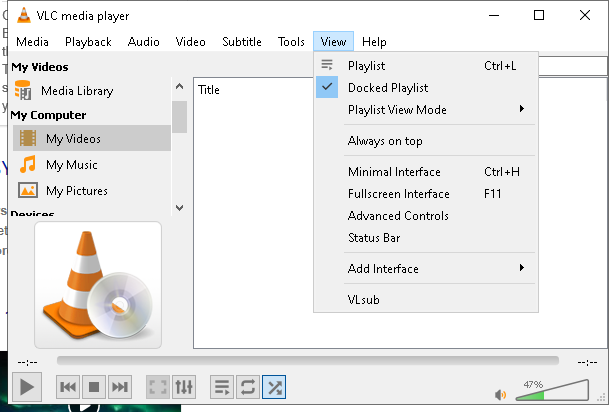 VLC media player
Media Playback Audio Video Subtitle Tools View Help
My Videos
Media Library
My Computer
My Videos
My Music
My Pictures
Devices
Title
Playlist Ctrl+L
Docked Playlist
Playlist View Mode
Always on top
Minimal Interface Ctrl+H
Fullscreen Interface F11
Advanced Controls
Status Bar
Add Interface
VLsub
--:-- --:--
47%